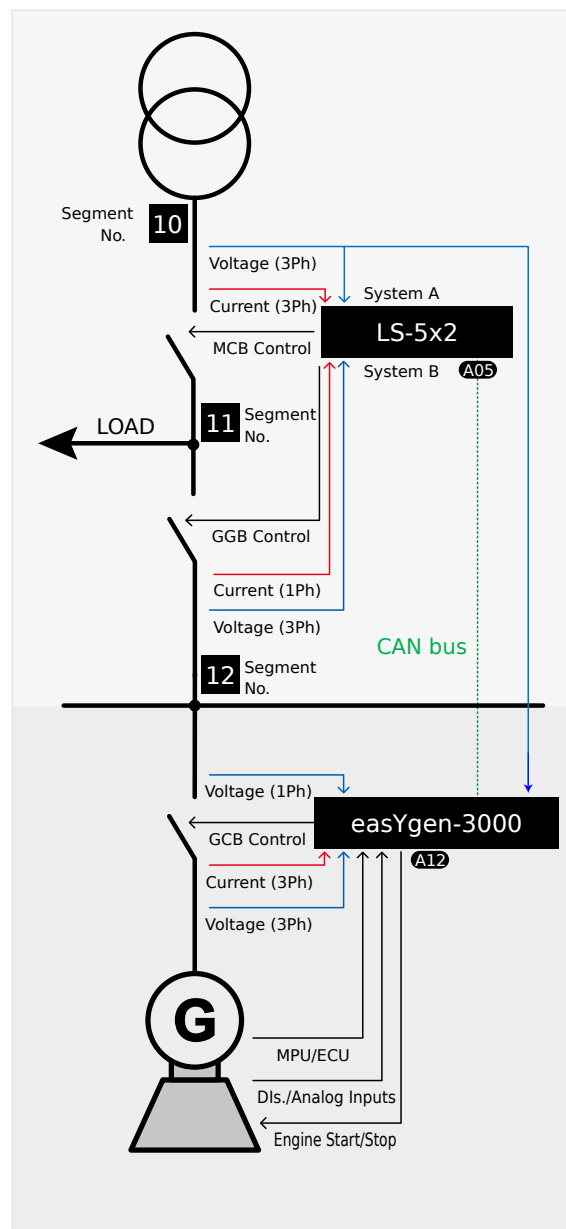 Segment
No.
10
Voltage (3Ph)
System A
Current (3Ph)
LS-5x2
MCB Control
System B
A05
11
Segment
No.
LOAD
GGB Control
Current (1Ph)
Voltage (3Ph)
CAN bus
12
Segment
No.
Voltage (1Ph)
easYgen-3000
GCB Control
A12
Current (3Ph)
Voltage (3Ph)
G
MPU/ECU
DIs./Analog Inputs
Engine Start/Stop